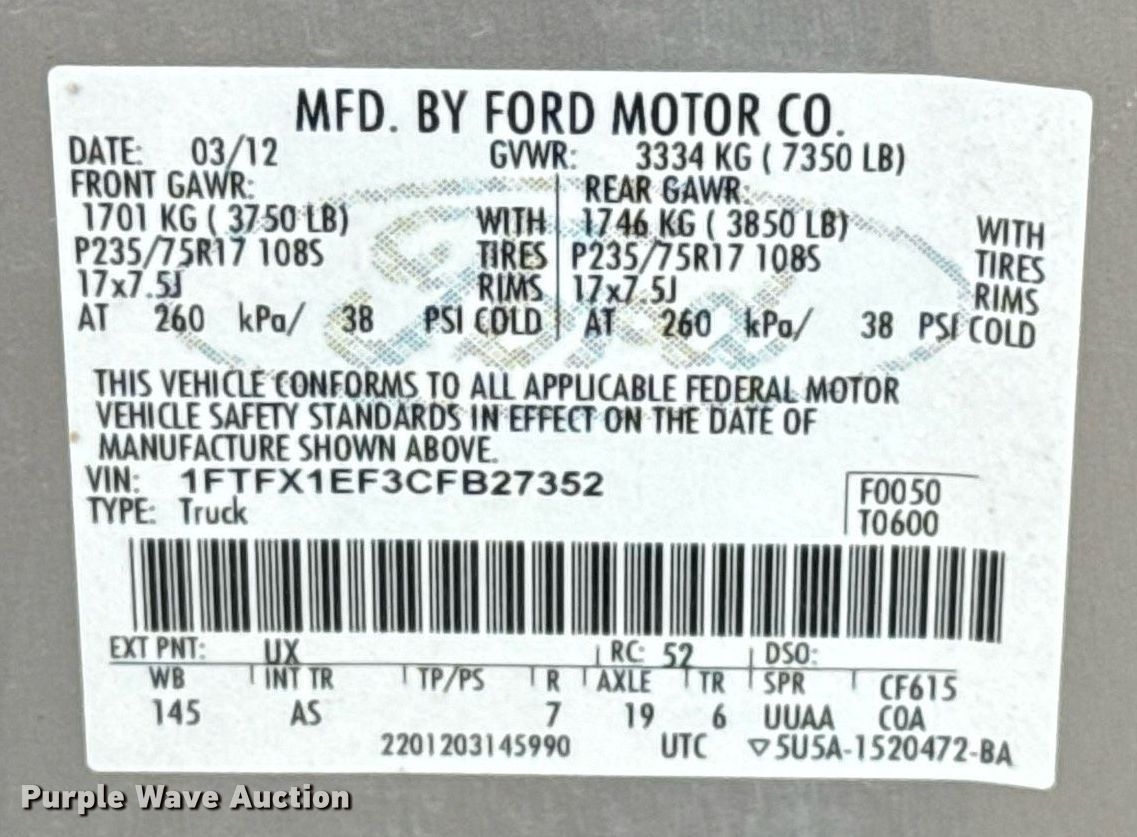 MFD. BY FORD MOTOR CO.
DATE: 03/12 GVWR: 3334 KG ( 7350 LB)
FRONT GAWR: REAR GAWR:
1701 KG ( 3750 LB) WITH 1746 KG ( 3850 LB) WITH
P235/75R17 108S TIRES P235/75R17 108S TIRES
17x7.5J RIMS 17x7.5J RIMS
AT 260 kPa/ 38 PSI COLD AT 260 kPa/ 38 PSI COLD
THIS VEHICLE CONFORMS TO ALL APPLICABLE FEDERAL MOTOR
VEHICLE SAFETY STANDARDS IN EFFECT ON THE DATE OF
MANUFACTURE SHOWN ABOVE.
VIN: 1FTFX1EF3CFB27352
TYPE: Truck
F0050
T0600
EXT PNT: UX RC: 52 DSO:
WB INT TR TP/PS R AXLE TR SPR CF615
145 AS 7 19 6 UUAA COA
2201203145990 UTC ▽5U5A-1520472-BA
Ford
Purple Wave Auction